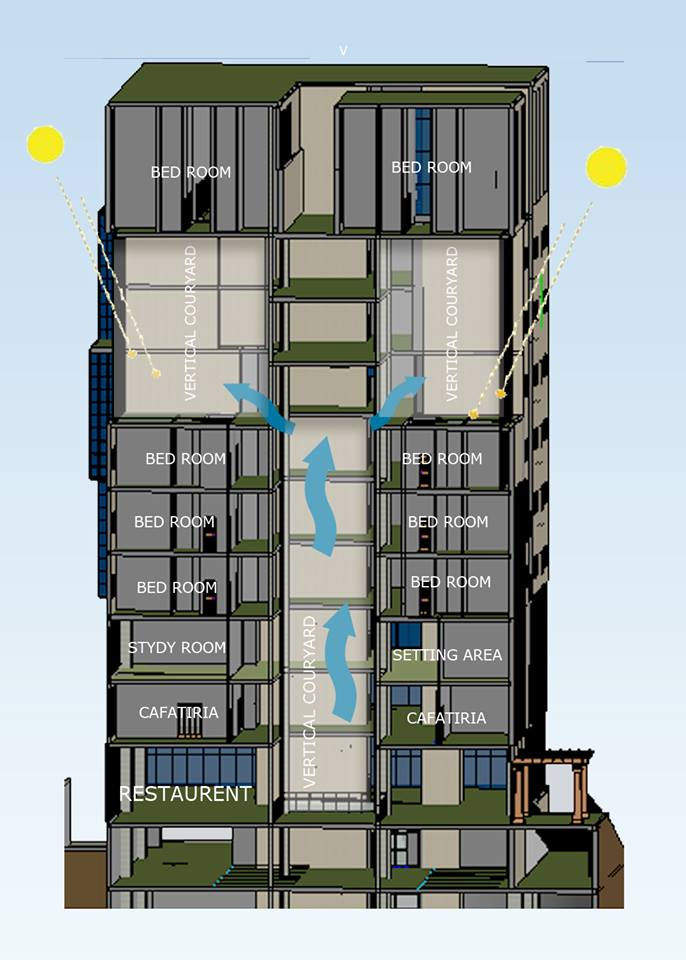 V
BED ROOM
BED ROOM
VERTICAL COURYARD
VERTICAL COURYARD
BED ROOM
BED ROOM
BED ROOM
BED ROOM
BED ROOM
BED ROOM
STYDY ROOM
SETTING AREA
CAFATIRIA
CAFATIRIA
VERTICAL COURYARD
RESTAURENT